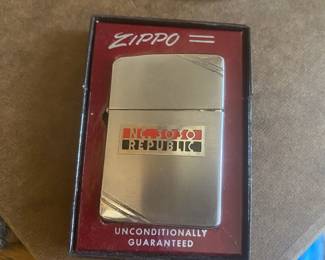 ZIPPO
NC. 3030
REPUBLIC
UNCONDITIONALLY
GUARANTEED